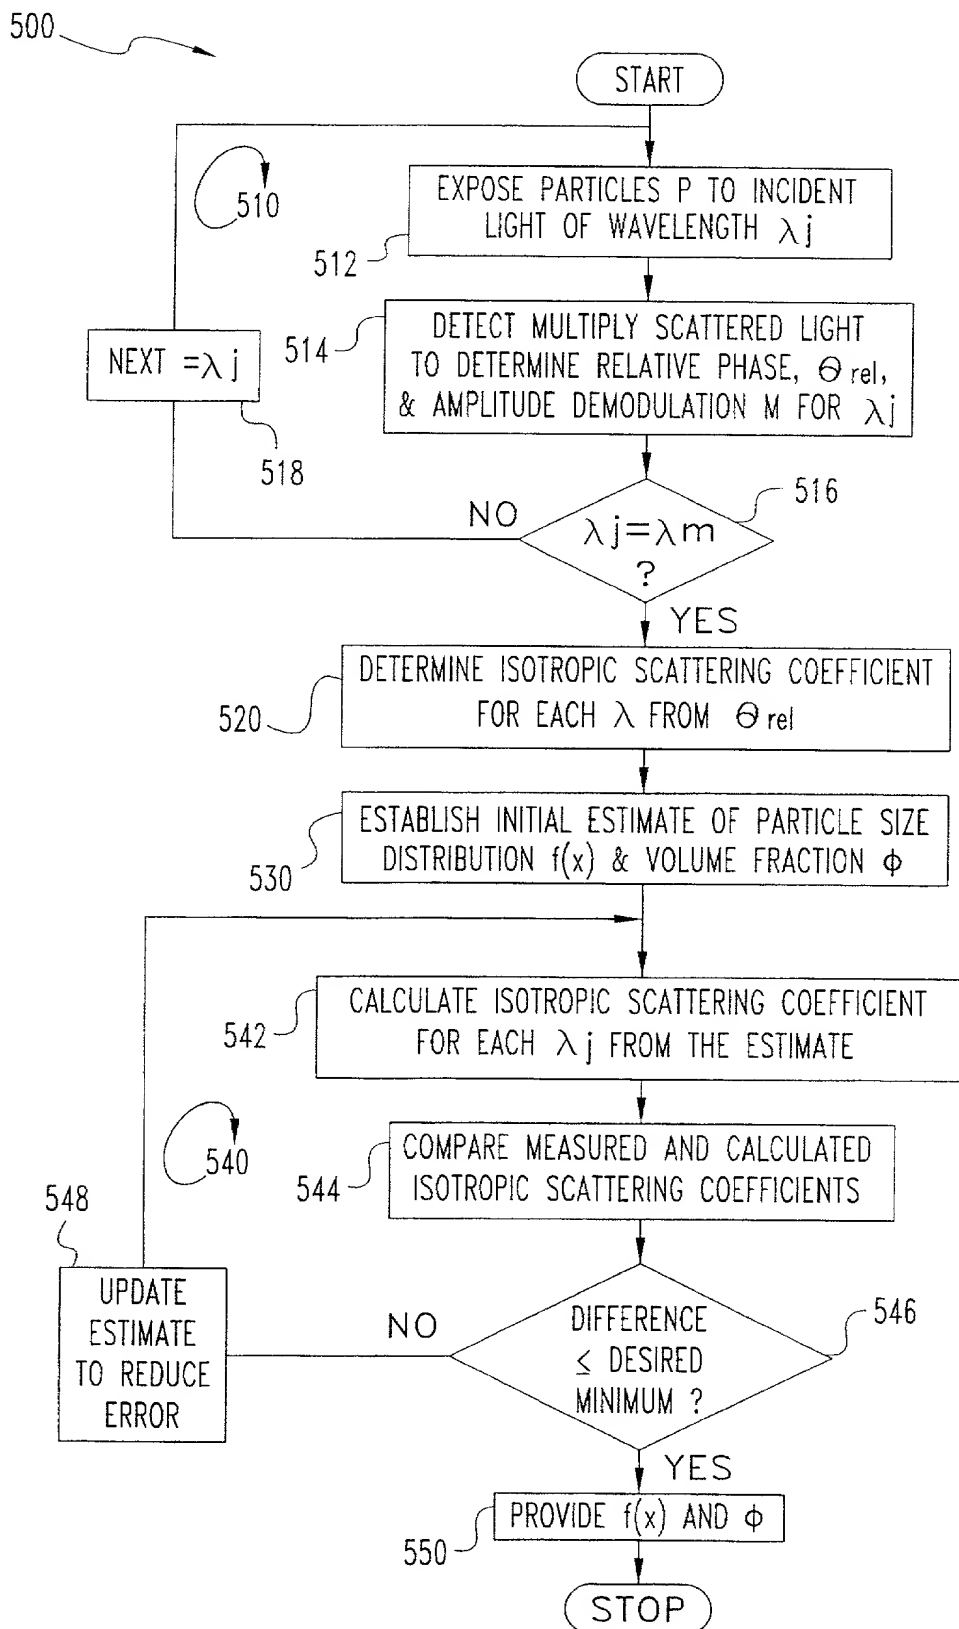 500
START
510
EXPOSE PARTICLES P TO INCIDENT
LIGHT OF WAVELENGTH λj
512
DETECT MULTIPLY SCATTERED LIGHT
TO DETERMINE RELATIVE PHASE, Θrel,
& AMPLITUDE DEMODULATION M FOR λj
514
NEXT =λj
518
516
λj=λm
?
NO
YES
DETERMINE ISOTROPIC SCATTERING COEFFICIENT
FOR EACH λ FROM Θrel
520
ESTABLISH INITIAL ESTIMATE OF PARTICLE SIZE
DISTRIBUTION f(x) & VOLUME FRACTION ϕ
530
CALCULATE ISOTROPIC SCATTERING COEFFICIENT
FOR EACH λj FROM THE ESTIMATE
542
540
COMPARE MEASURED AND CALCULATED
ISOTROPIC SCATTERING COEFFICIENTS
544
548
UPDATE
ESTIMATE
TO REDUCE
ERROR
NO
DIFFERENCE
≤ DESIRED
MINIMUM ?
546
YES
PROVIDE f(x) AND ϕ
550
STOP